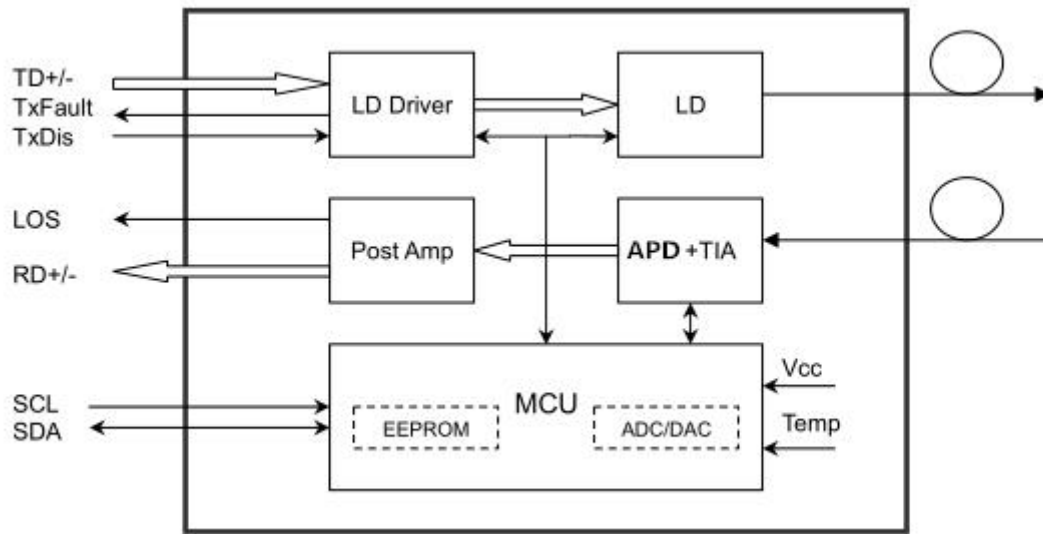 TD+/-
TxFault
TxDis
LD Driver
LD
LOS
RD+/-
Post Amp
APD +TIA
SCL
SDA
MCU
EEPROM
ADC/DAC
Vcc
Temp